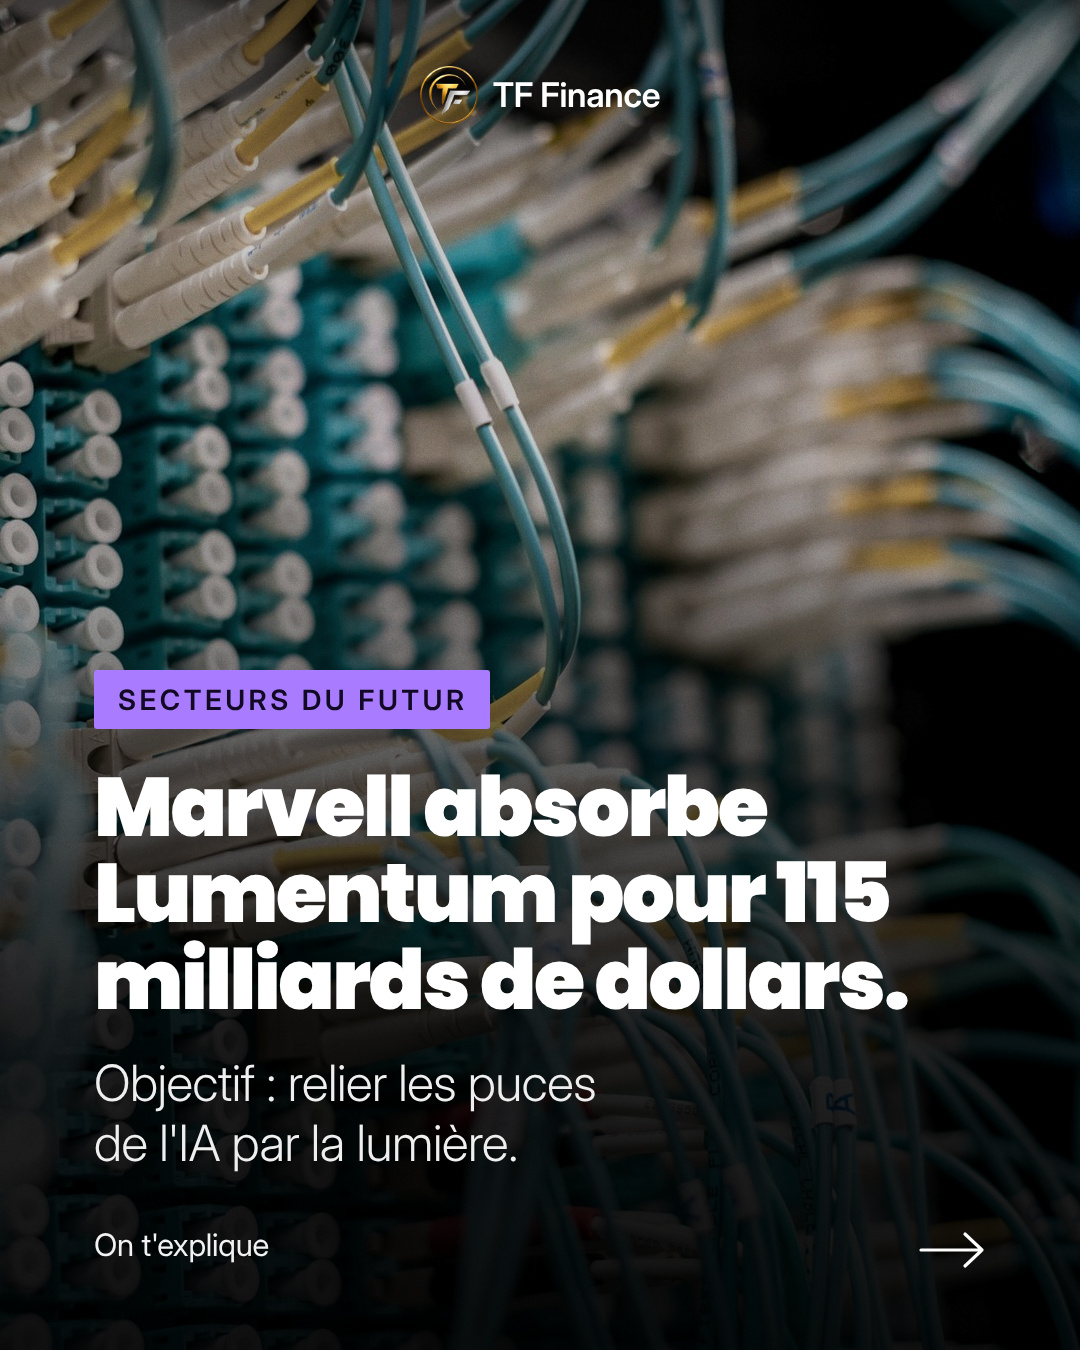 TF Finance
SECTEURS DU FUTUR
Marvell absorbe
Lumentum pour 115
milliards de dollars.
Objectif : relier les puces
de l'IA par la lumière.
On t'explique